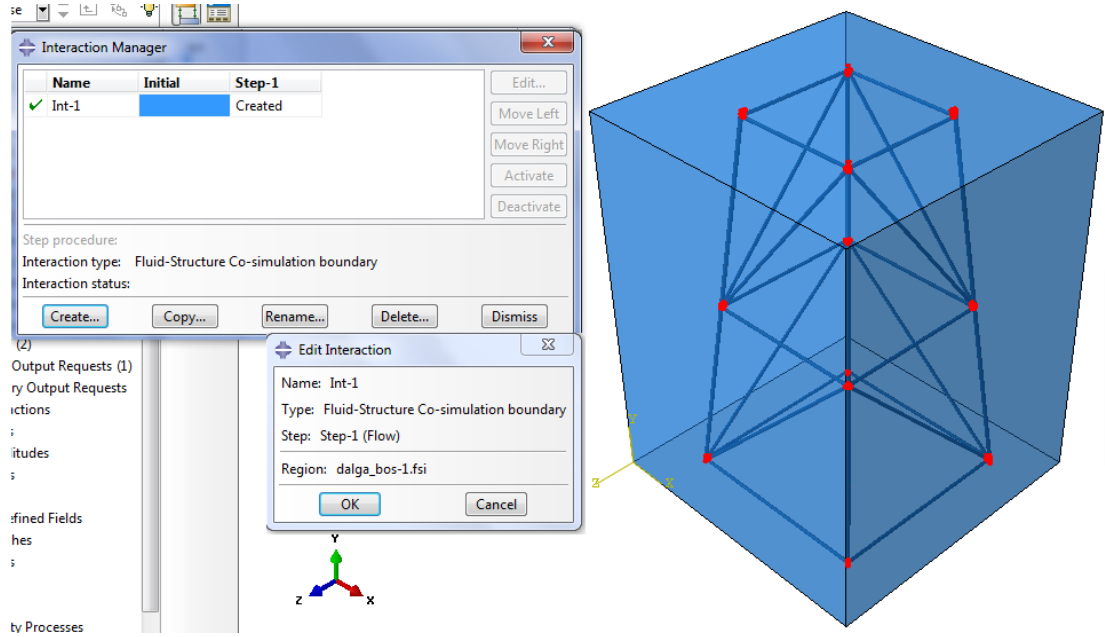 se
Interaction Manager
Name Initial Step-1
Int-1 Created
Edit...
Move Left
Move Right
Activate
Deactivate
Step procedure:
Interaction type: Fluid-Structure Co-simulation boundary
Interaction status:
Create... Copy... Rename... Delete... Dismiss
(2)
Output Requests (1)
ry Output Requests
actions
s
itudes
s
efined Fields
hes
s
ty Processes
Edit Interaction
Name: Int-1
Type: Fluid-Structure Co-simulation boundary
Step: Step-1 (Flow)
Region: dalga_bos-1.fsi
OK Cancel
Y
Z X
Y
Z X